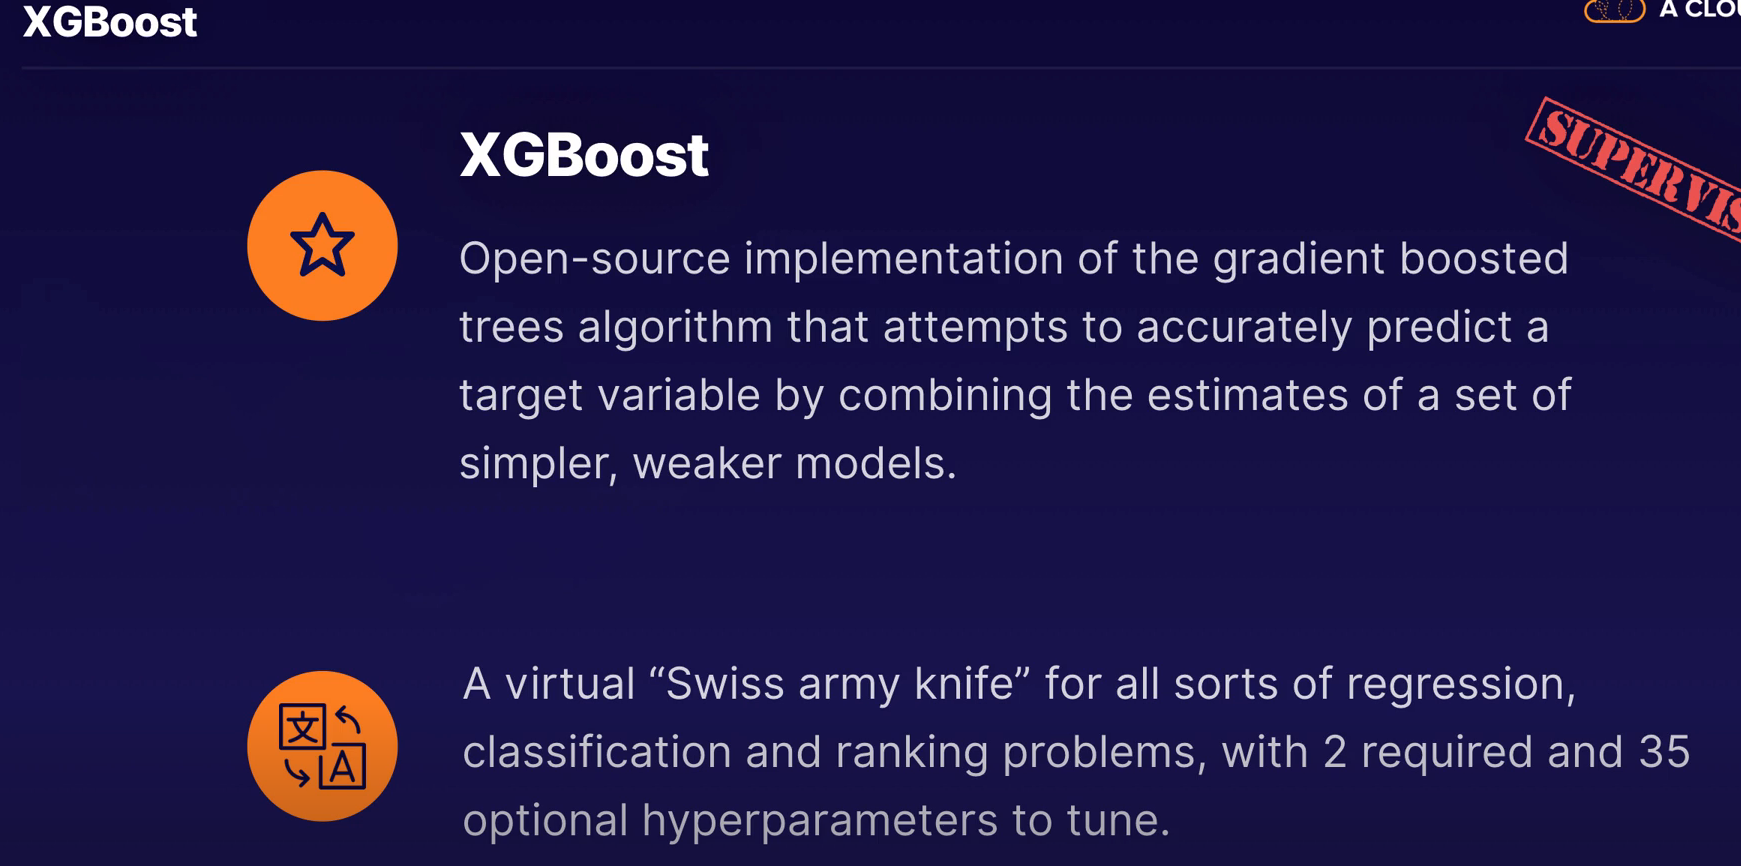 XGBoost
A CLOU
XGBoost
SUPERVIS
Open-source implementation of the gradient boosted
trees algorithm that attempts to accurately predict a
target variable by combining the estimates of a set of
simpler, weaker models.
文
A
A virtual “Swiss army knife” for all sorts of regression,
classification and ranking problems, with 2 required and 35
optional hyperparameters to tune.